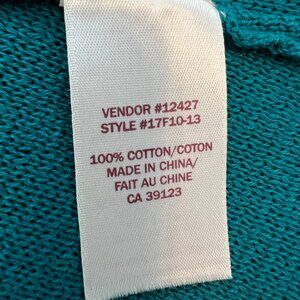 VENDOR #12427
STYLE #17F10-13
100% COTTON/COTON
MADE IN CHINA/
FAIT AU CHINE
CA 39123